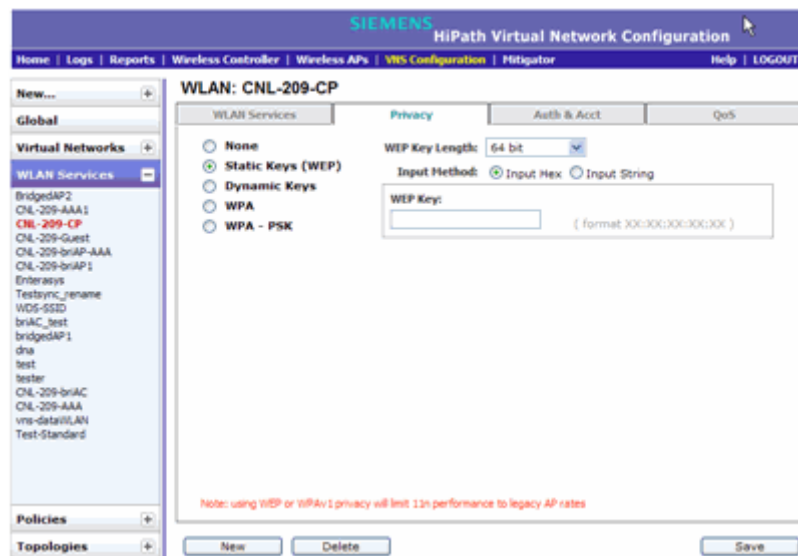 SIEMENS
HiPath Virtual Network Configuration
Home | Logs | Reports | Wireless Controller | Wireless APs | VNS Configuration | Mitigator Help | LOGOUT
New... +
Global
Virtual Networks +
WLAN Services −
BridgedAP2
CNL-209-AAA1
CNL-209-CP
CNL-209-Guest
CNL-209-briAP-AAA
CNL-209-briAP1
Enterasys
Testsync_rename
WDS-SSID
briAC_test
bridgedAP1
dna
test
tester
CNL-209-briAC
CNL-209-AAA
vns-dataWLAN
Test-Standard
Policies +
Topologies +
WLAN: CNL-209-CP
WLAN Services Privacy Auth & Acct QoS
None
Static Keys (WEP)
Dynamic Keys
WPA
WPA - PSK
WEP Key Length: 64 bit
Input Method: Input Hex Input String
WEP Key:
( format XX:XX:XX:XX:XX )
Note: using WEP or WPAv1 privacy will limit 11n performance to legacy AP rates
New Delete Save